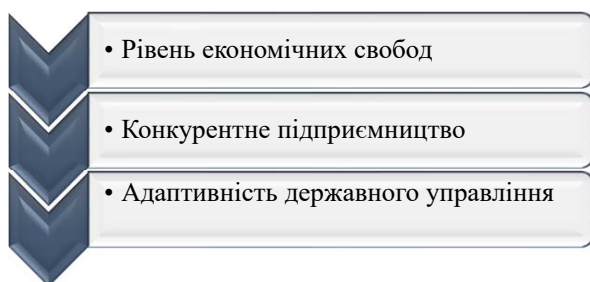 • Рівень економічних свобод
• Конкурентне підприємництво
• Адаптивність державного управління